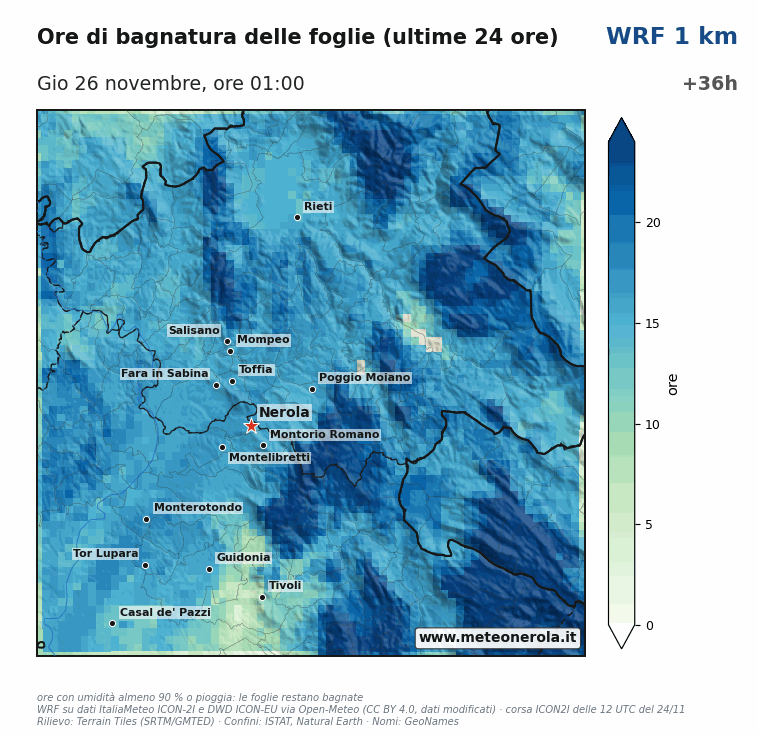 Ore di bagnatura delle foglie (ultime 24 ore)
WRF 1 km
Gio 26 novembre, ore 01:00
+36h
Rieti
Salisano
Mompeo
Toffia
Fara in Sabina
Poggio Moiano
Nerola
Montorio Romano
Montelibretti
Monterotondo
Tor Lupara
Guidonia
Tivoli
Casal de' Pazzi
www.meteonerola.it
20
15
10
5
0
ore
ore con umidità almeno 90 % o pioggia: le foglie restano bagnate
WRF su dati ItaliaMeteo ICON-2I e DWD ICON-EU via Open-Meteo (CC BY 4.0, dati modificati) · corsa ICON2I delle 12 UTC del 24/11
Rilievo: Terrain Tiles (SRTM/GMTED) · Confini: ISTAT, Natural Earth · Nomi: GeoNames